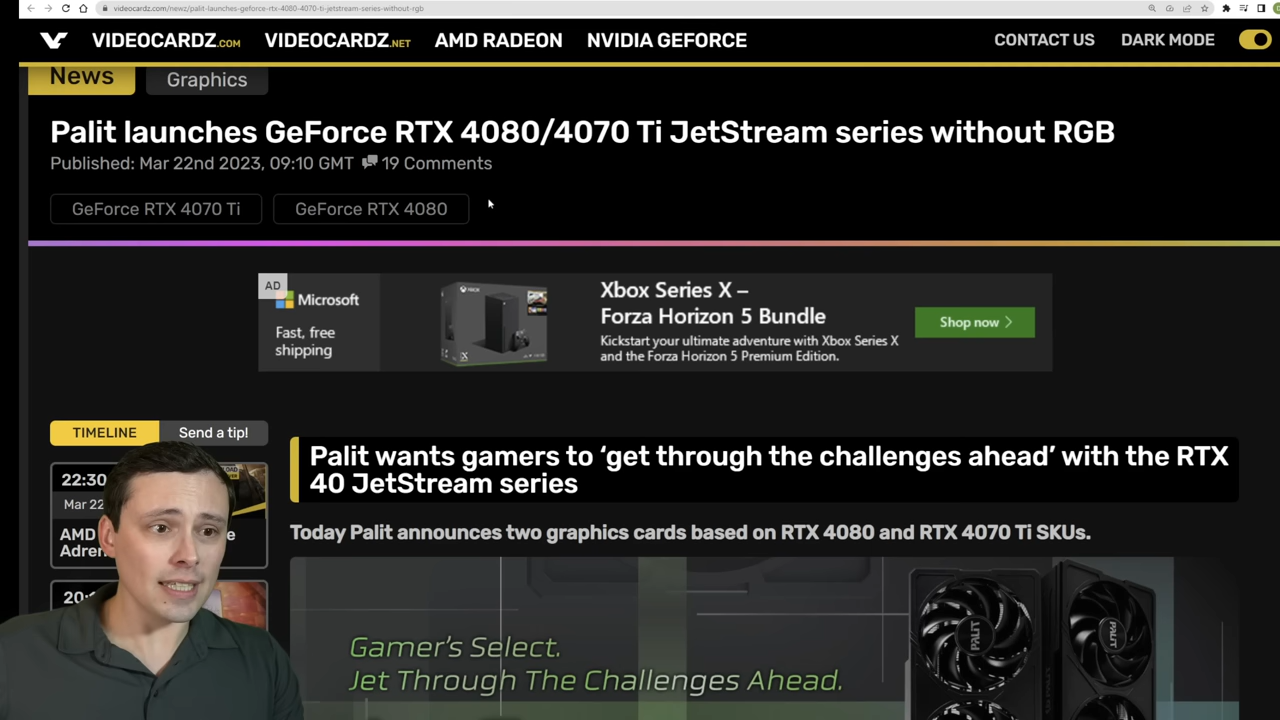 videocardz.com/newz/palit-launches-geforce-rtx-4080-4070-ti-jetstream-series-without-rgb
VIDEOCARDZ.COM VIDEOCARDZ.NET AMD RADEON NVIDIA GEFORCE CONTACT US DARK MODE
News Graphics
Palit launches GeForce RTX 4080/4070 Ti JetStream series without RGB
Published: Mar 22nd 2023, 09:10 GMT 19 Comments
GeForce RTX 4070 Ti GeForce RTX 4080
AD
Microsoft
Fast, free
shipping
XBOX
Xbox Series X –
Forza Horizon 5 Bundle
Kickstart your ultimate adventure with Xbox Series X
and the Forza Horizon 5 Premium Edition.
Shop now
TIMELINE Send a tip!
22:30
Mar 22
AMD
Adren
20:
Palit wants gamers to ‘get through the challenges ahead’ with the RTX
40 JetStream series
Today Palit announces two graphics cards based on RTX 4080 and RTX 4070 Ti SKUs.
Gamer's Select.
Jet Through The Challenges Ahead.
PALIT
PALIT